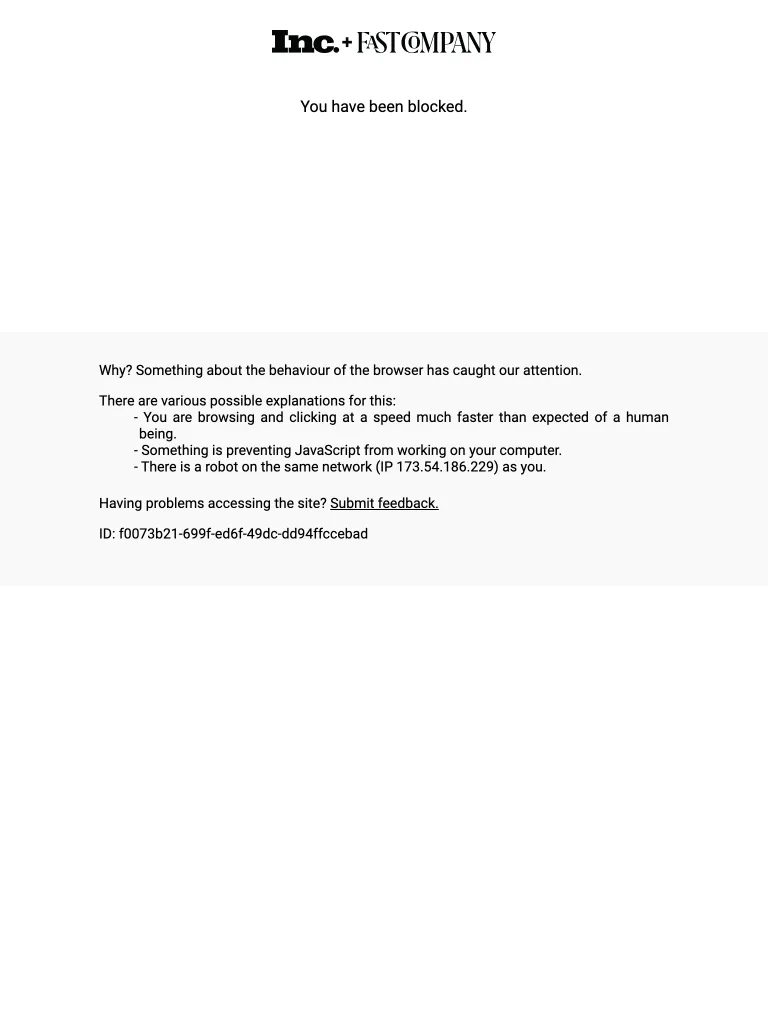 Inc. + FAST COMPANY
You have been blocked.
Why? Something about the behaviour of the browser has caught our attention.
There are various possible explanations for this:
- You are browsing and clicking at a speed much faster than expected of a human
being.
- Something is preventing JavaScript from working on your computer.
- There is a robot on the same network (IP 173.54.186.229) as you.
Having problems accessing the site? Submit feedback.
ID: f0073b21-699f-ed6f-49dc-dd94ffccebad